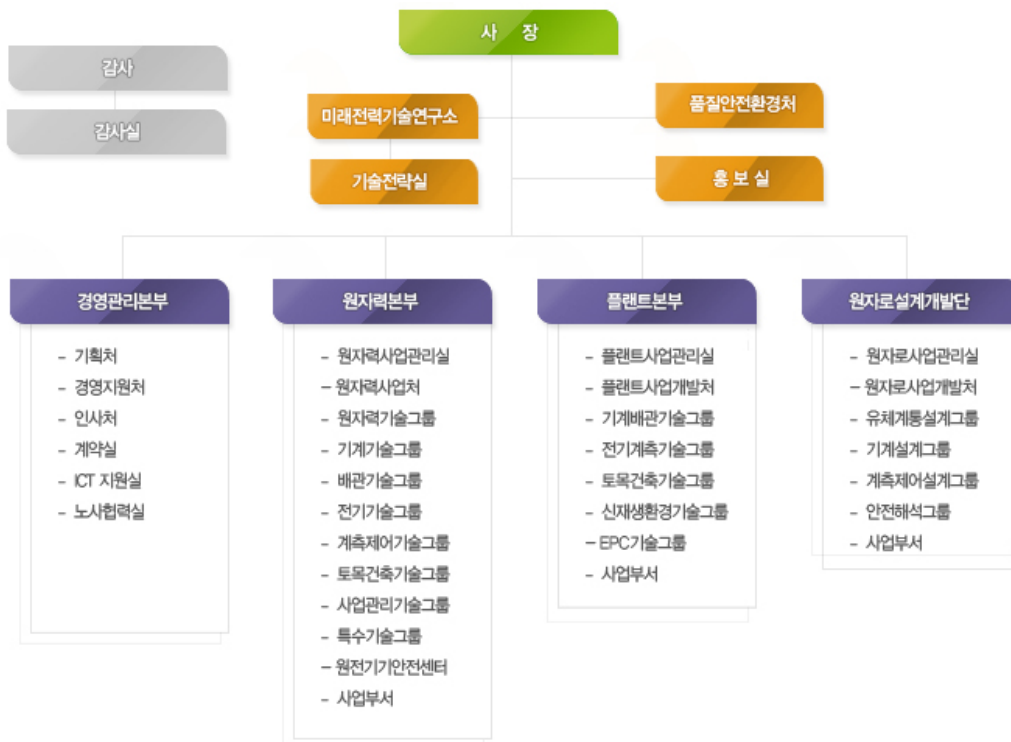 사 장
감사
감사실
미래전력기술연구소
품질안전환경처
기술전략실
홍 보 실
경영관리본부
- 기획처
- 경영지원처
- 인사처
- 계약실
- ICT 지원실
- 노사협력실
원자력본부
- 원자력사업관리실
- 원자력사업처
- 원자력기술그룹
- 기계기술그룹
- 배관기술그룹
- 전기기술그룹
- 계측제어기술그룹
- 토목건축기술그룹
- 사업관리기술그룹
- 특수기술그룹
- 원전기기안전센터
- 사업부서
플랜트본부
- 플랜트사업관리실
- 플랜트사업개발처
- 기계배관기술그룹
- 전기계측기술그룹
- 토목건축기술그룹
- 신재생환경기술그룹
- EPC기술그룹
- 사업부서
원자로설계개발단
- 원자로사업관리실
- 원자로사업개발처
- 유체계통설계그룹
- 기계설계그룹
- 계측제어설계그룹
- 안전해석그룹
- 사업부서